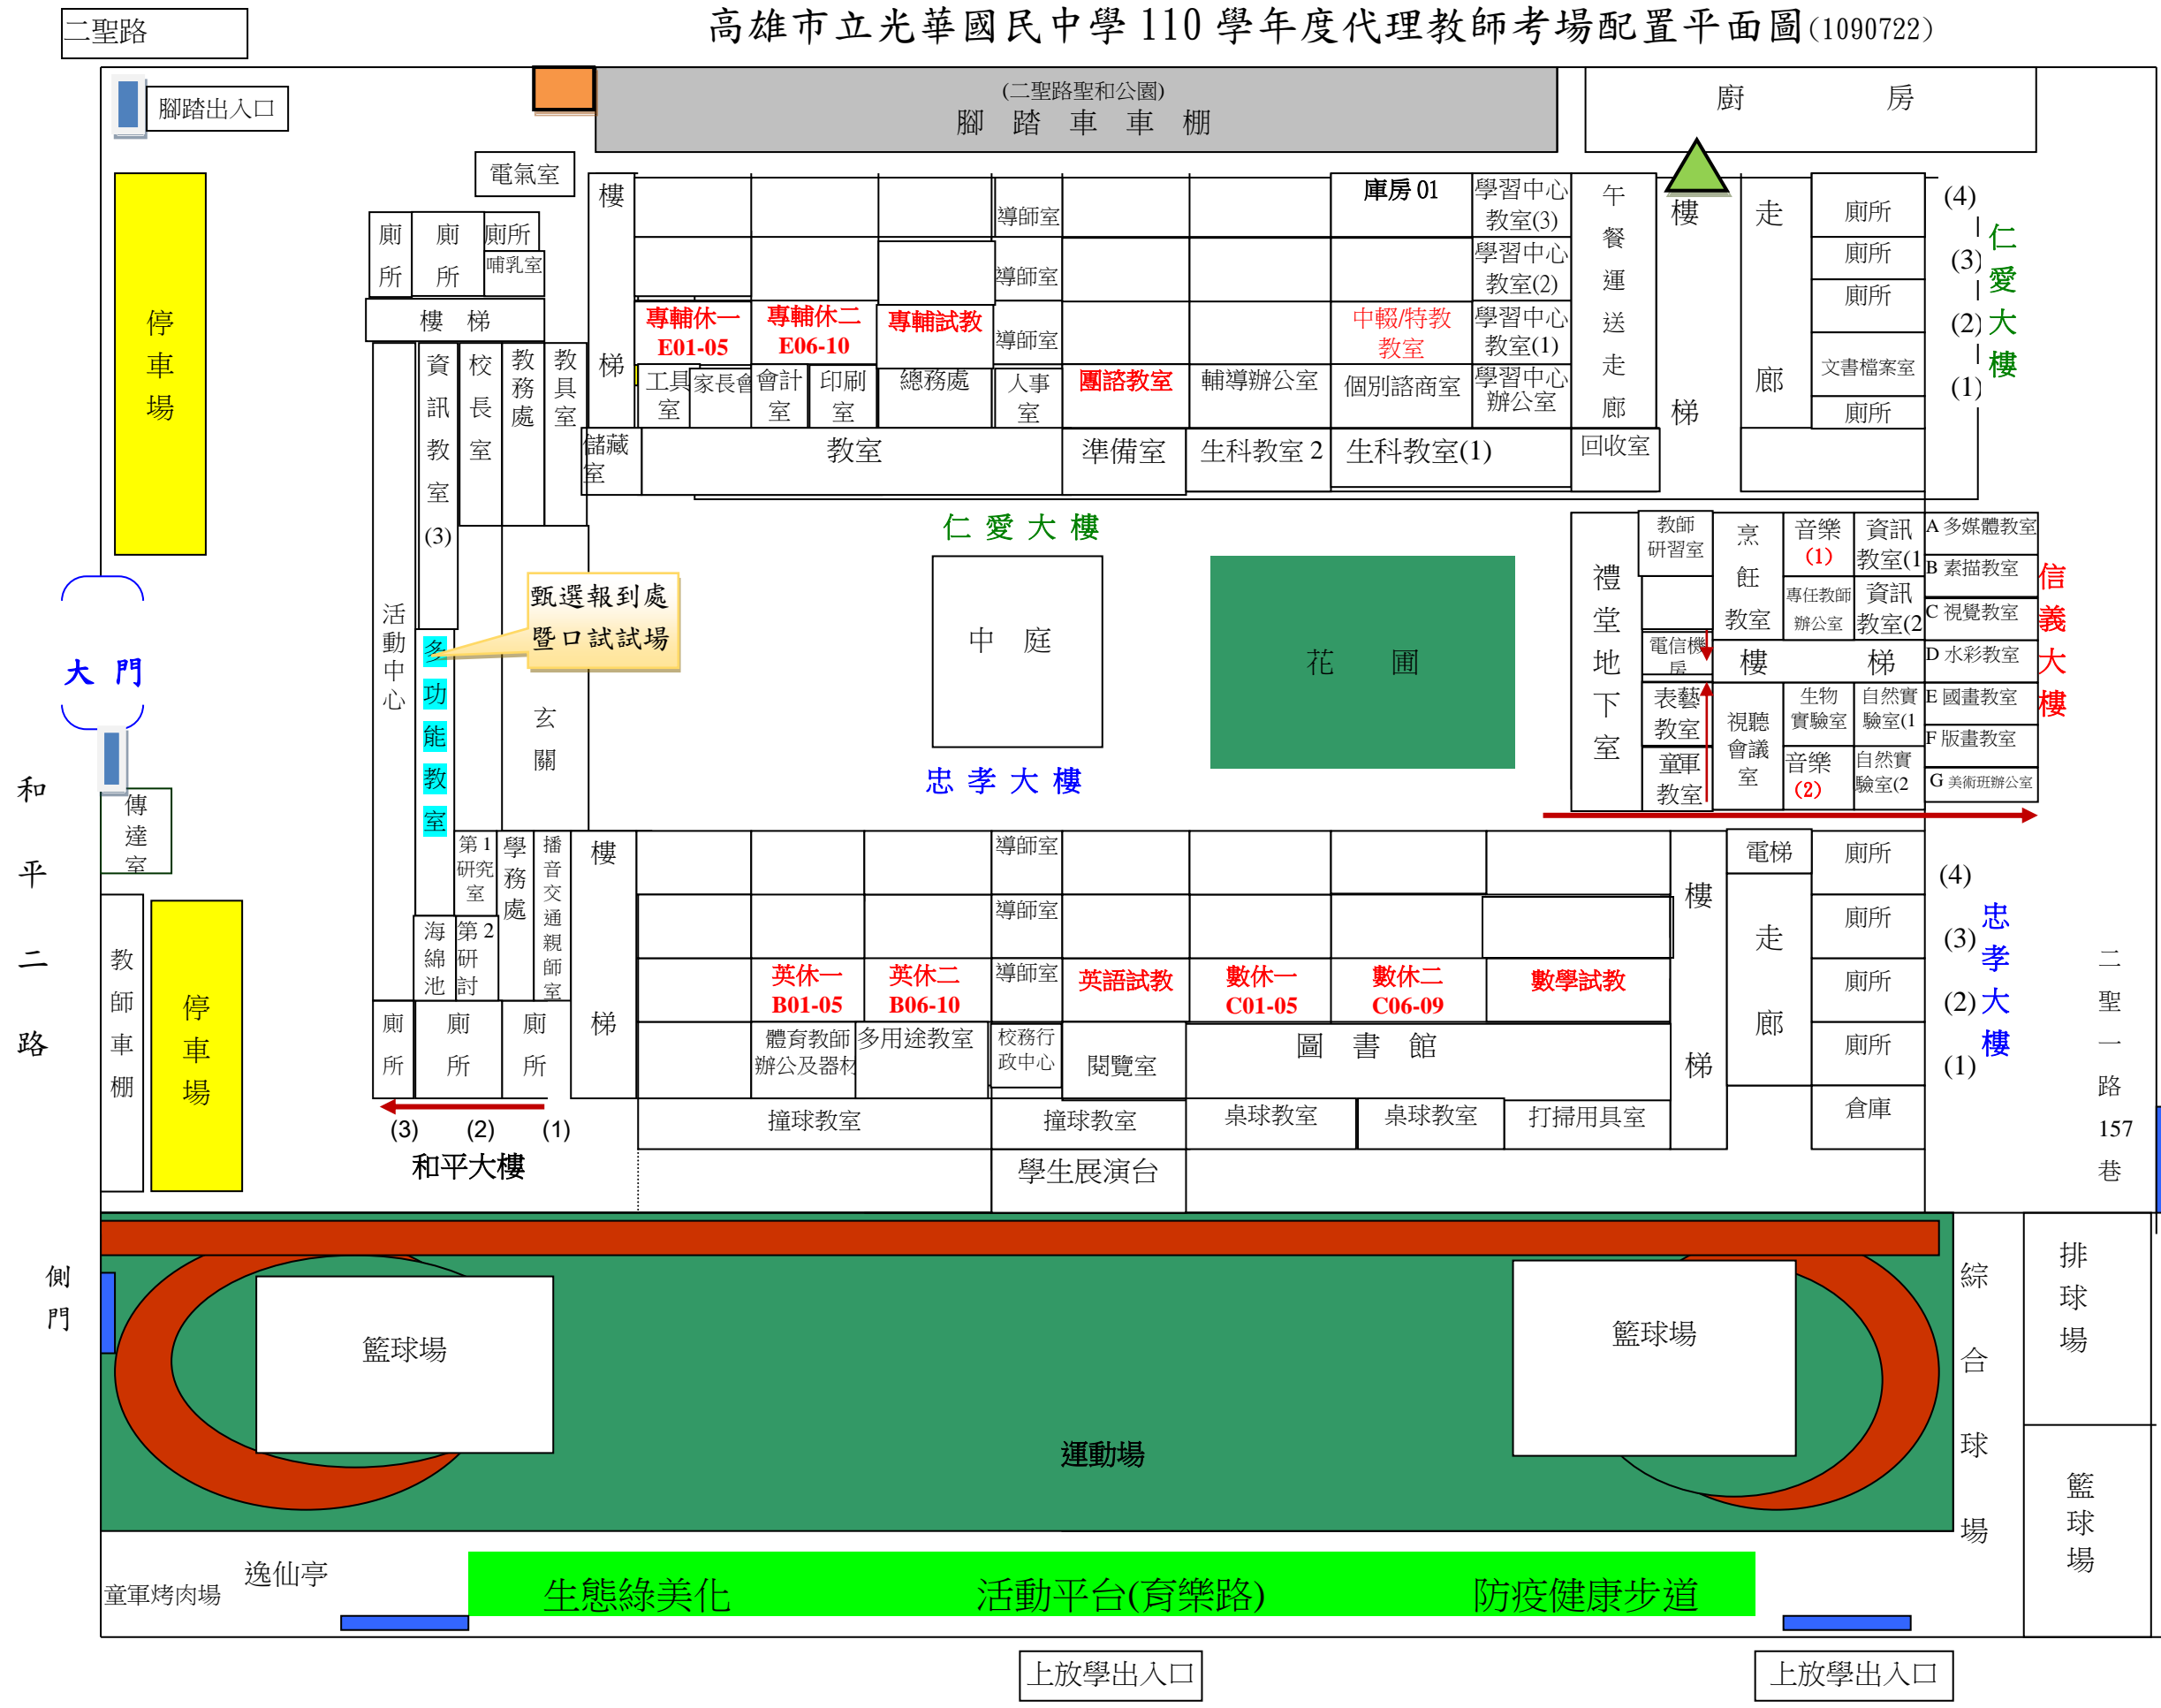 高雄市立光華國民中學 110 學年度代理教師考場配置平面圖(1090722)
二聖路
腳踏出入口
(二聖路聖和公園)
腳踏車車棚
廚房
電氣室
停車場
大門
和平二路
傳達室
教師車棚
停車場
側門
廁所
廁所
廁所
哺乳室
樓梯
活動中心
資訊教室(3)
校長室
教務處
教具室
多功能教室
甄選報到處
暨口試試場
玄關
第1研究室
學務處
播音交通親師室
海綿池
第2研討
廁所
廁所
廁所
(3) (2) (1)
和平大樓
樓梯
導師室
庫房 01
學習中心
教室(3)
導師室
學習中心
教室(2)
專輔休一
E01-05
專輔休二
E06-10
專輔試教
導師室
中輟/特教
教室
學習中心
教室(1)
工具室
家長會
會計室
印刷室
總務處
人事室
團諮教室
輔導辦公室
個別諮商室
學習中心
辦公室
儲藏室
教室
準備室
生科教室 2
生科教室(1)
回收室
午餐運送走廊
樓梯
走廊
廁所
廁所
廁所
文書檔案室
廁所
(4)
(3)
(2)
(1)
仁愛大樓
仁愛大樓
中庭
花圃
忠孝大樓
禮堂地下室
教師
研習室
電信機房
表藝
教室
童軍
教室
烹飪
教室
音樂
(1)
資訊
教室(1
專任教師
辦公室
資訊
教室(2
樓梯
視聽
會議
室
生物
實驗室
自然實
驗室(1
音樂
(2)
自然實
驗室(2
A 多媒體教室
B 素描教室
C 視覺教室
D 水彩教室
E 國畫教室
F 版畫教室
G 美術班辦公室
信義大樓
樓梯
導師室
導師室
英休一
B01-05
英休二
B06-10
導師室
英語試教
數休一
C01-05
數休二
C06-09
數學試教
體育教師
辦公及器材
多用途教室
校務行
政中心
閱覽室
圖書館
撞球教室
撞球教室
桌球教室
桌球教室
打掃用具室
學生展演台
樓梯
電梯
走廊
廁所
廁所
廁所
廁所
倉庫
(4)
(3)
(2)
(1)
忠孝大樓
二聖一路157巷
籃球場
籃球場
運動場
綜合球場
排球場
籃球場
童軍烤肉場
逸仙亭
生態綠美化
活動平台(育樂路)
防疫健康步道
上放學出入口
上放學出入口